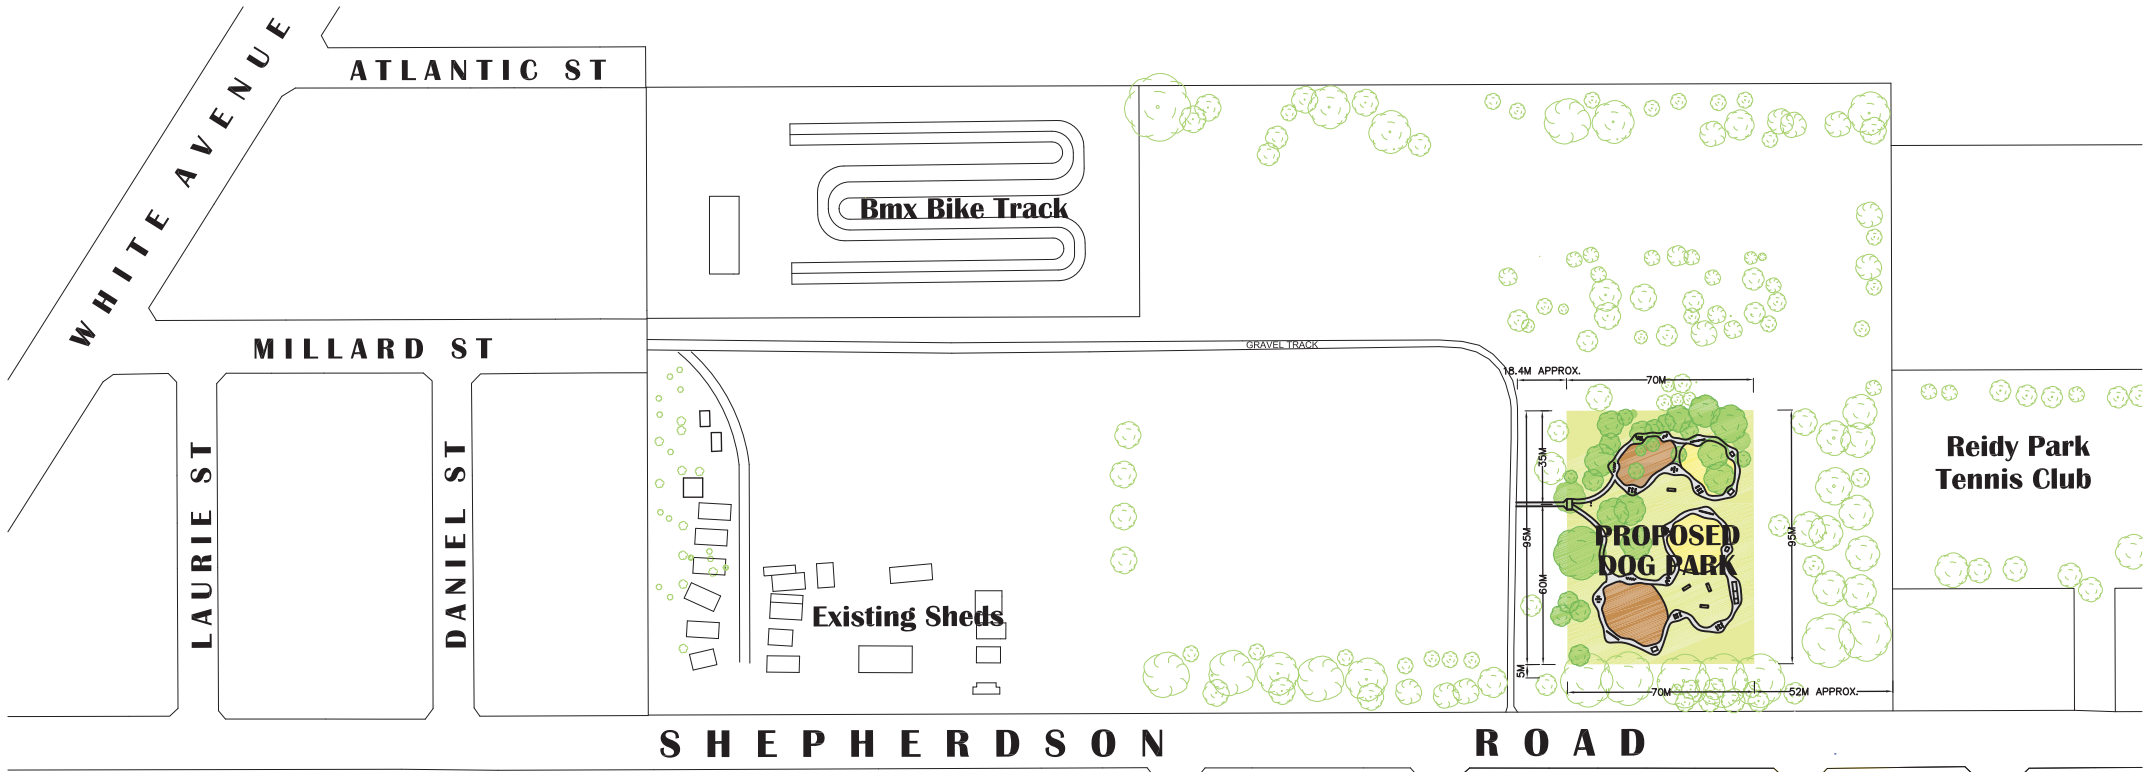 WHITE AVENUE
ATLANTIC ST
Bmx Bike Track
MILLARD ST
GRAVEL TRACK
18.4M APPROX.
70M
LAURIE ST
DANIEL ST
35M
95M
60M
5M
95M
PROPOSED
DOG PARK
Reidy Park
Tennis Club
Existing Sheds
70M
52M APPROX.
SHEPHERDSON ROAD